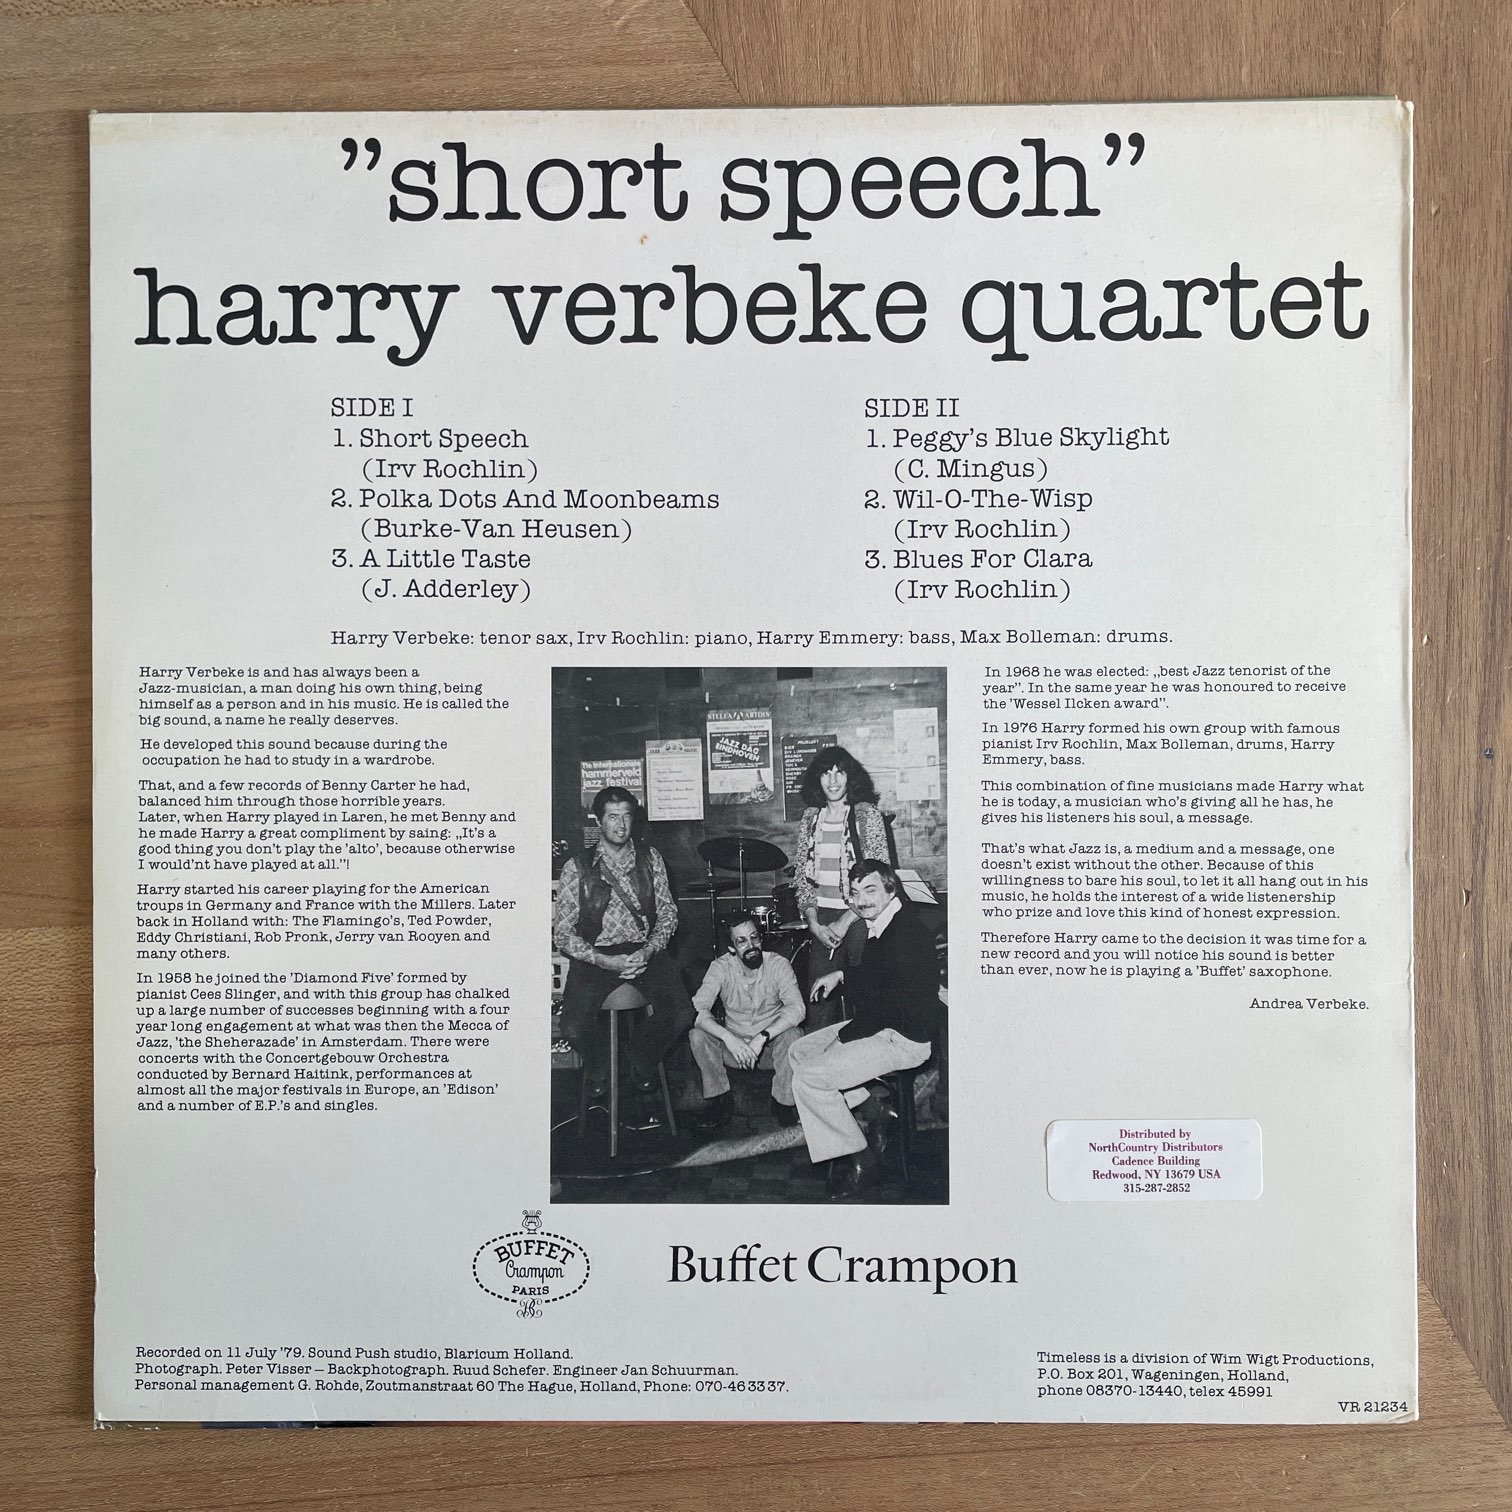 ”short speech”
harry verbeke quartet
SIDE I
1. Short Speech
(Irv Rochlin)
2. Polka Dots And Moonbeams
(Burke-Van Heusen)
3. A Little Taste
(J. Adderley)
SIDE II
1. Peggy's Blue Skylight
(C. Mingus)
2. Wil-O-The-Wisp
(Irv Rochlin)
3. Blues For Clara
(Irv Rochlin)
Harry Verbeke: tenor sax, Irv Rochlin: piano, Harry Emmery: bass, Max Bolleman: drums.
Harry Verbeke is and has always been a
Jazz-musician, a man doing his own thing, being
himself as a person and in his music. He is called the
big sound, a name he really deserves.
He developed this sound because during the
occupation he had to study in a wardrobe.
That, and a few records of Benny Carter he had,
balanced him through those horrible years.
Later, when Harry played in Laren, he met Benny and
he made Harry a great compliment by saing: „It's a
good thing you don't play the 'alto', because otherwise
I would'nt have played at all.”!
Harry started his career playing for the American
troups in Germany and France with the Millers. Later
back in Holland with: The Flamingo's, Ted Powder,
Eddy Christiani, Rob Pronk, Jerry van Rooyen and
many others.
In 1958 he joined the 'Diamond Five' formed by
pianist Cees Slinger, and with this group has chalked
up a large number of successes beginning with a four
year long engagement at what was then the Mecca of
Jazz, 'the Sheherazade' in Amsterdam. There were
concerts with the Concertgebouw Orchestra
conducted by Bernard Haitink, performances at
almost all the major festivals in Europe, an 'Edison'
and a number of E.P.'s and singles.
STELLA ARTOIS
JAZZ DAG
EINDHOVEN
The internationale
hammerveld
jazz festival
In 1968 he was elected: „best Jazz tenorist of the
year”. In the same year he was honoured to receive
the 'Wessel Ilcken award”.
In 1976 Harry formed his own group with famous
pianist Irv Rochlin, Max Bolleman, drums, Harry
Emmery, bass.
This combination of fine musicians made Harry what
he is today, a musician who's giving all he has, he
gives his listeners his soul, a message.
That's what Jazz is, a medium and a message, one
doesn't exist without the other. Because of this
willingness to bare his soul, to let it all hang out in his
music, he holds the interest of a wide listenership
who prize and love this kind of honest expression.
Therefore Harry came to the decision it was time for a
new record and you will notice his sound is better
than ever, now he is playing a 'Buffet' saxophone.
Andrea Verbeke.
Distributed by
NorthCountry Distributors
Cadence Building
Redwood, NY 13679 USA
315-287-2852
BUFFET
Crampon
PARIS
Buffet Crampon
Recorded on 11 July '79. Sound Push studio, Blaricum Holland.
Photograph. Peter Visser – Backphotograph. Ruud Schefer. Engineer Jan Schuurman.
Personal management G. Rohde, Zoutmanstraat 60 The Hague, Holland, Phone: 070-46 33 37.
Timeless is a division of Wim Wigt Productions,
P.O. Box 201, Wageningen, Holland,
phone 08370-13440, telex 45991
VR 21234